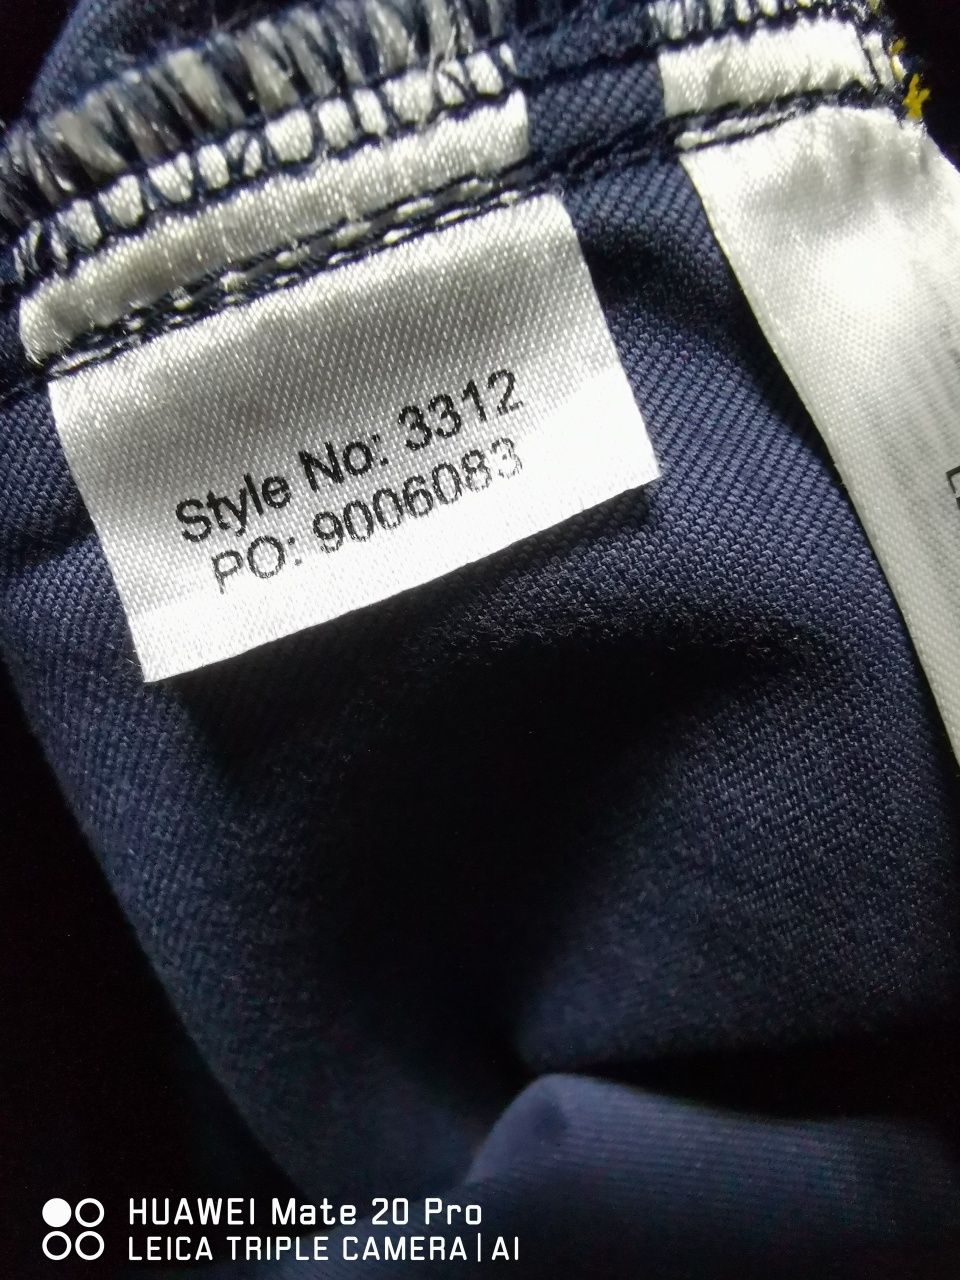 Style No: 3312
PO: 9006083
HUAWEI Mate 20 Pro
LEICA TRIPLE CAMERA | AI